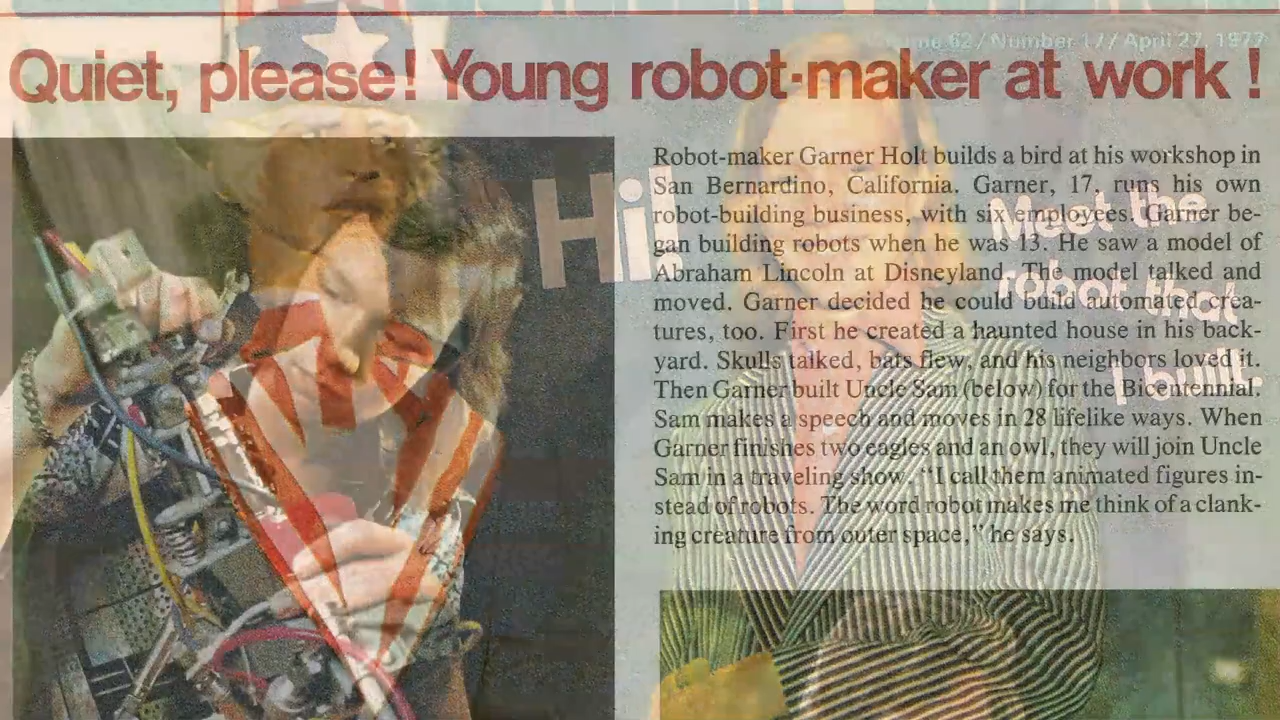 Volume 62 / Number 17 / April 27, 1977
Quiet, please! Young robot-maker at work !
Robot-maker Garner Holt builds a bird at his workshop in
San Bernardino, California. Garner, 17, runs his own
robot-building business, with six employees. Garner be-
gan building robots when he was 13. He saw a model of
Abraham Lincoln at Disneyland. The model talked and
moved. Garner decided he could build automated crea-
tures, too. First he created a haunted house in his back-
yard. Skulls talked, bats flew, and his neighbors loved it.
Then Garner built Uncle Sam (below) for the Bicentennial.
Sam makes a speech and moves in 28 lifelike ways. When
Garner finishes two eagles and an owl, they will join Uncle
Sam in a traveling show. "I call them animated figures in-
stead of robots. The word robot makes me think of a clank-
ing creature from outer space," he says.
Hi!
Meet the
robot that
I built.